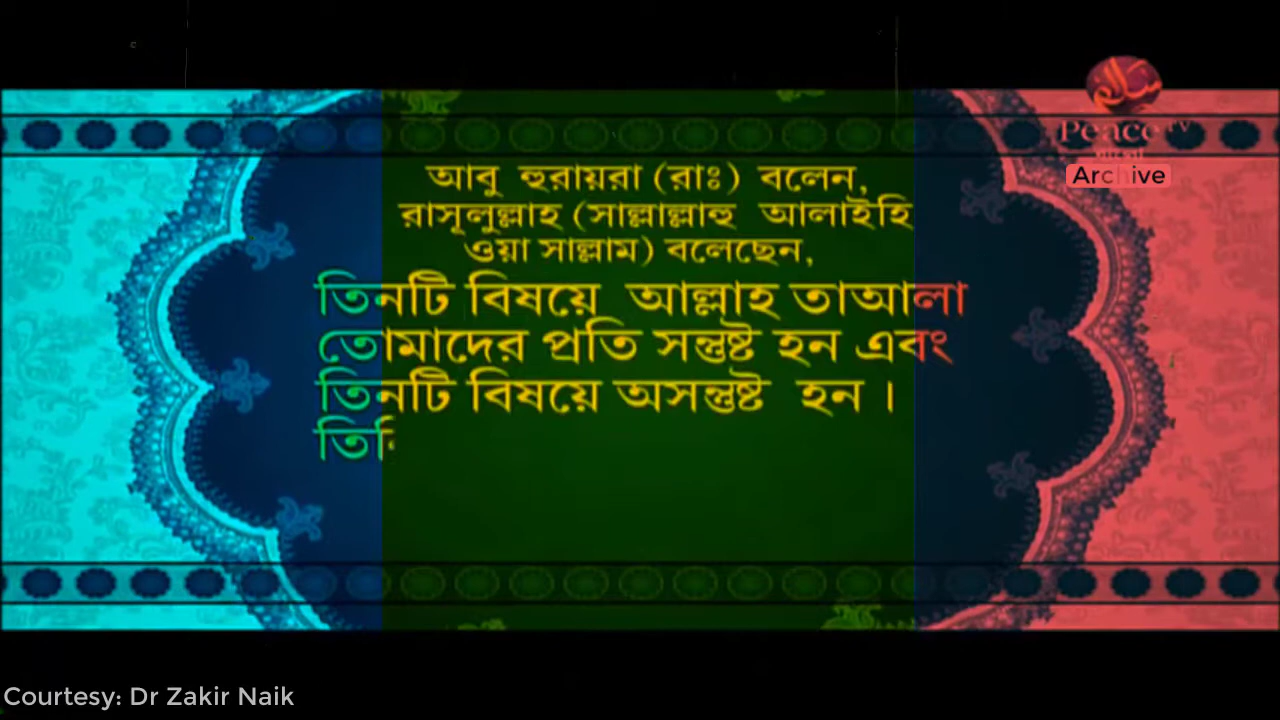 سلام
Peace TV
বাংলা
Archive
আবু হুরায়রা (রাঃ) বলেন,
রাসূলুল্লাহ (সাল্লাল্লাহু আলাইহি
ওয়া সাল্লাম) বলেছেন,
তিনটি বিষয়ে আল্লাহ তাআলা
তোমাদের প্রতি সন্তুষ্ট হন এবং
তিনটি বিষয়ে অসন্তুষ্ট হন ।
তি
Courtesy: Dr Zakir Naik